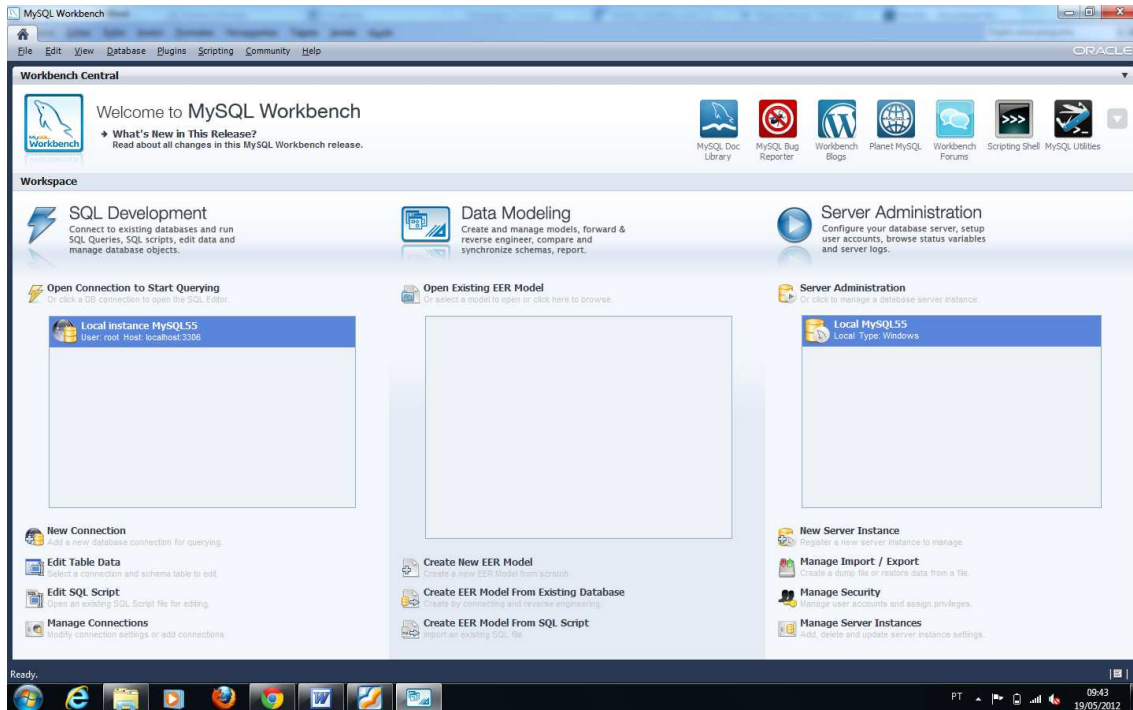 MySQL Workbench
File Edit View Database Plugins Scripting Community Help
ORACLE
Workbench Central
MySQL
Workbench
Welcome to MySQL Workbench
What's New in This Release?
Read about all changes in this MySQL Workbench release.
MySQL Doc
Library
MySQL Bug
Reporter
Workbench
Blogs
Planet MySQL
Workbench
Forums
Scripting Shell
MySQL Utilities
Workspace
SQL Development
Connect to existing databases and run
SQL Queries, SQL scripts, edit data and
manage database objects.
Open Connection to Start Querying
Or click a DB connection to open the SQL Editor.
Local instance MySQL55
User: root Host: localhost:3306
New Connection
Add a new database connection for querying.
Edit Table Data
Select a connection and schema table to edit.
Edit SQL Script
Open an existing SQL Script file for editing.
Manage Connections
Modify connection settings or add connections.
Data Modeling
Create and manage models, forward &
reverse engineer, compare and
synchronize schemas, report.
Open Existing EER Model
Or select a model to open or click here to browse.
Create New EER Model
Create a new EER Model from scratch.
Create EER Model From Existing Database
Create by connecting and reverse engineering.
Create EER Model From SQL Script
Import an existing SQL file.
Server Administration
Configure your database server, setup
user accounts, browse status variables
and server logs.
Server Administration
Or click to manage a database server instance.
Local MySQL55
Local Type: Windows
New Server Instance
Register a new server instance to manage.
Manage Import / Export
Create a dump file or restore data from a file.
Manage Security
Manage user accounts and assign privileges.
Manage Server Instances
Add, delete and update server instance settings.
Ready.
PT
09:43
19/05/2012